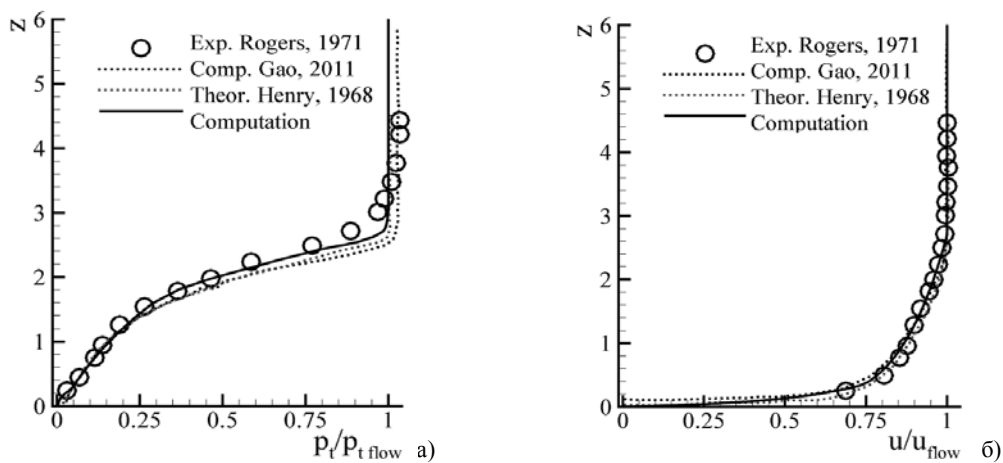 z
6
5
4
3
2
1
0
Exp. Rogers, 1971
Comp. Gao, 2011
Theor. Henry, 1968
Computation
0
0.25
0.5
0.75
1
pt/pt flow
а)
z
6
5
4
3
2
1
0
Exp. Rogers, 1971
Comp. Gao, 2011
Theor. Henry, 1968
Computation
0
0.25
0.5
0.75
1
u/uflow
б)